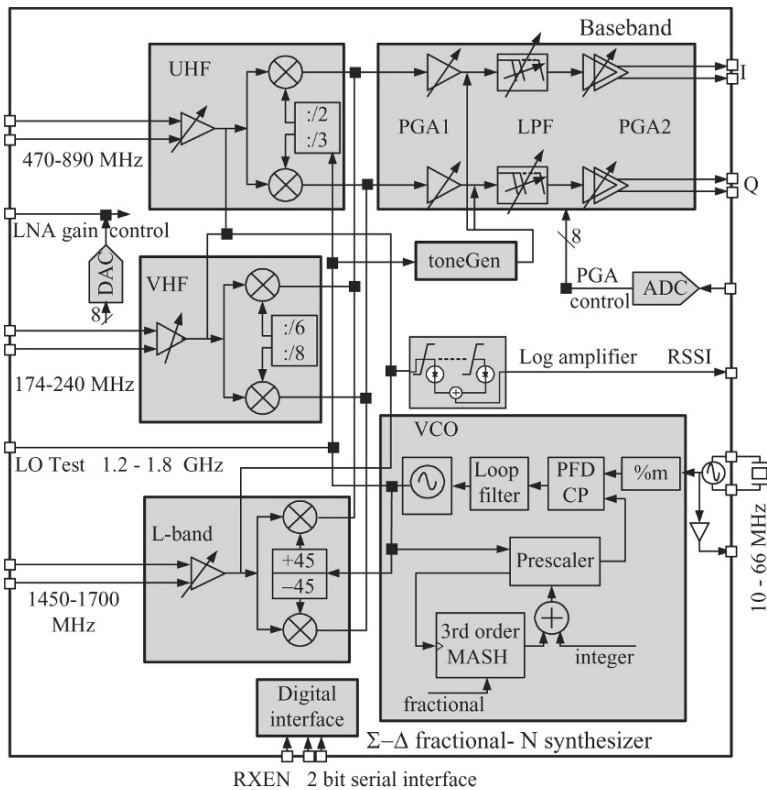 Baseband
UHF
:/2
:/3
470-890 MHz
PGA1
LPF
PGA2
I
Q
LNA gain control
DAC
8
toneGen
8
PGA
control
ADC
VHF
:/6
:/8
174-240 MHz
Log amplifier
RSSI
LO Test 1.2 - 1.8 GHz
VCO
Loop
filter
PFD
CP
%m
10 - 66 MHz
L-band
+45
–45
1450-1700
MHz
Prescaler
3rd order
MASH
integer
fractional
Digital
interface
Σ–Δ fractional- N synthesizer
RXEN 2 bit serial interface